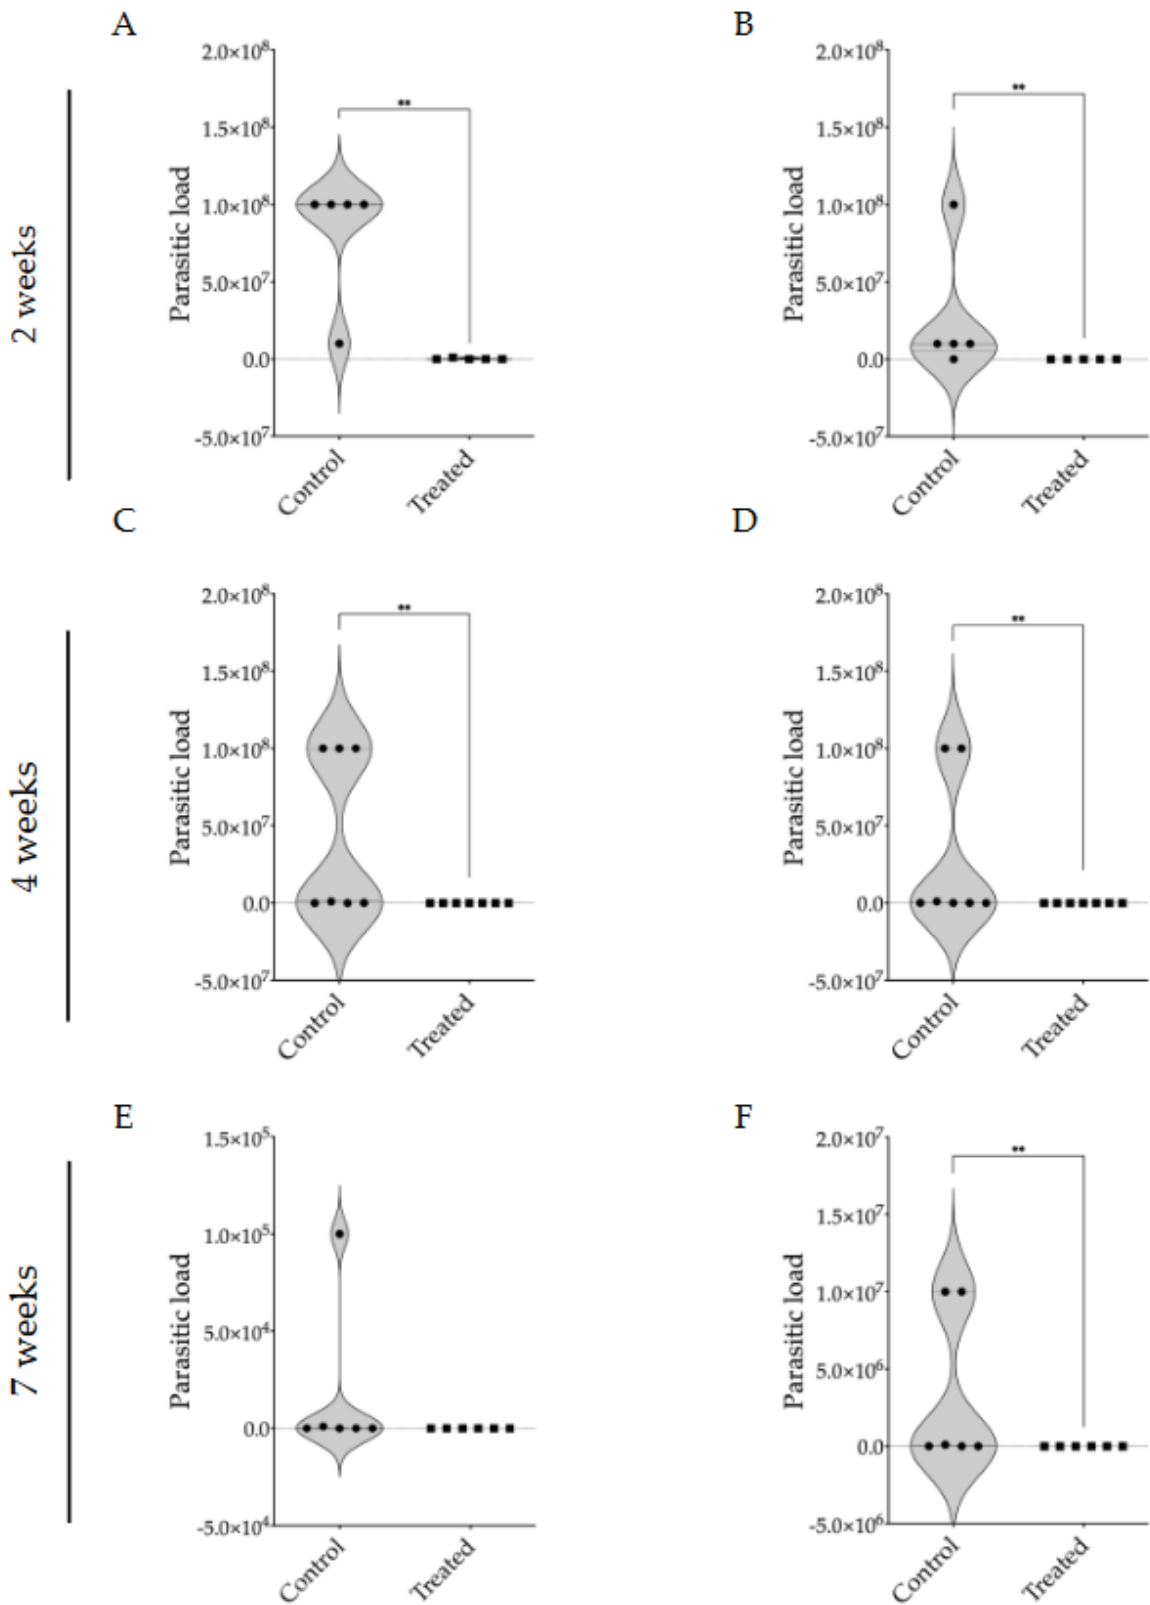 A
B
2 weeks
Parasitic load
2.0×10⁸
1.5×10⁸
1.0×10⁸
5.0×10⁷
0.0
-5.0×10⁷
**
Control
Treated
Parasitic load
2.0×10⁸
1.5×10⁸
1.0×10⁸
5.0×10⁷
0.0
-5.0×10⁷
**
Control
Treated
C
D
4 weeks
Parasitic load
2.0×10⁸
1.5×10⁸
1.0×10⁸
5.0×10⁷
0.0
-5.0×10⁷
**
Control
Treated
Parasitic load
2.0×10⁸
1.5×10⁸
1.0×10⁸
5.0×10⁷
0.0
-5.0×10⁷
**
Control
Treated
E
F
7 weeks
Parasitic load
1.5×10⁵
1.0×10⁵
5.0×10⁴
0.0
-5.0×10⁴
Control
Treated
Parasitic load
2.0×10⁷
1.5×10⁷
1.0×10⁷
5.0×10⁶
0.0
-5.0×10⁶
**
Control
Treated